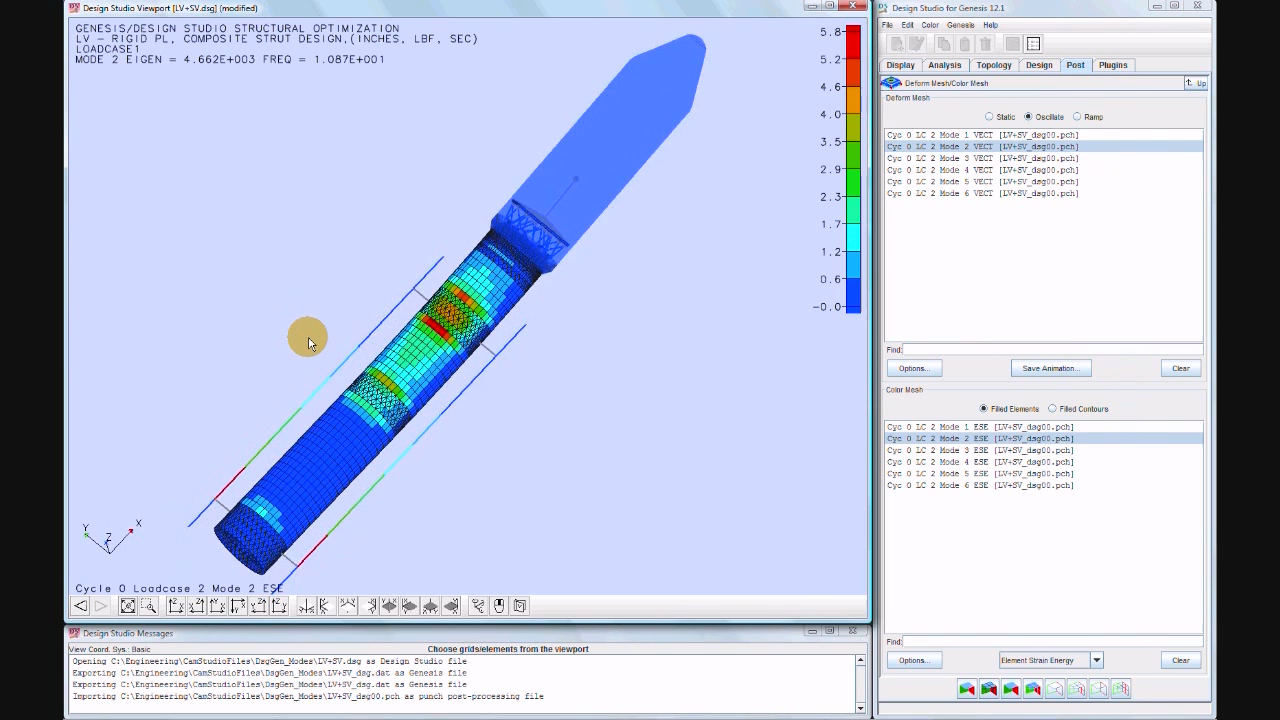 Design Studio Viewport [LV+SV.dsg] (modified)
GENESIS/DESIGN STUDIO STRUCTURAL OPTIMIZATION
LV - RIGID PL, COMPOSITE STRUT DESIGN,(INCHES, LBF, SEC)
LOADCASE1
MODE 2 EIGEN = 4.662E+003 FREQ = 1.087E+001
5.8
5.2
4.6
4.0
3.5
2.9
2.3
1.7
1.2
0.6
-0.0
Y
Z
X
Cycle 0 Loadcase 2 Mode 2 ESE
Design Studio Messages
View Coord. Sys.: Basic
Choose grids/elements from the viewport
Opening C:\Engineering\CamStudioFiles\DsgGen_Modes\LV+SV.dsg as Design Studio file
Exporting C:\Engineering\CamStudioFiles\DsgGen_Modes\LV+SV_dsg.dat as Genesis file
Exporting C:\Engineering\CamStudioFiles\DsgGen_Modes\LV+SV_dsg.dat as Genesis file
Importing C:\Engineering\CamStudioFiles\DsgGen_Modes\LV+SV_dsg00.pch as punch post-processing file
Design Studio for Genesis 12.1
File Edit Color Genesis Help
Display Analysis Topology Design Post Plugins
Deform Mesh/Color Mesh Up
Deform Mesh
Static Oscillate Ramp
Cyc 0 LC 2 Mode 1 VECT [LV+SV_dsg00.pch]
Cyc 0 LC 2 Mode 2 VECT [LV+SV_dsg00.pch]
Cyc 0 LC 2 Mode 3 VECT [LV+SV_dsg00.pch]
Cyc 0 LC 2 Mode 4 VECT [LV+SV_dsg00.pch]
Cyc 0 LC 2 Mode 5 VECT [LV+SV_dsg00.pch]
Cyc 0 LC 2 Mode 6 VECT [LV+SV_dsg00.pch]
Find:
Options... Save Animation... Clear
Color Mesh
Filled Elements Filled Contours
Cyc 0 LC 2 Mode 1 ESE [LV+SV_dsg00.pch]
Cyc 0 LC 2 Mode 2 ESE [LV+SV_dsg00.pch]
Cyc 0 LC 2 Mode 3 ESE [LV+SV_dsg00.pch]
Cyc 0 LC 2 Mode 4 ESE [LV+SV_dsg00.pch]
Cyc 0 LC 2 Mode 5 ESE [LV+SV_dsg00.pch]
Cyc 0 LC 2 Mode 6 ESE [LV+SV_dsg00.pch]
Find:
Options... Element Strain Energy Clear